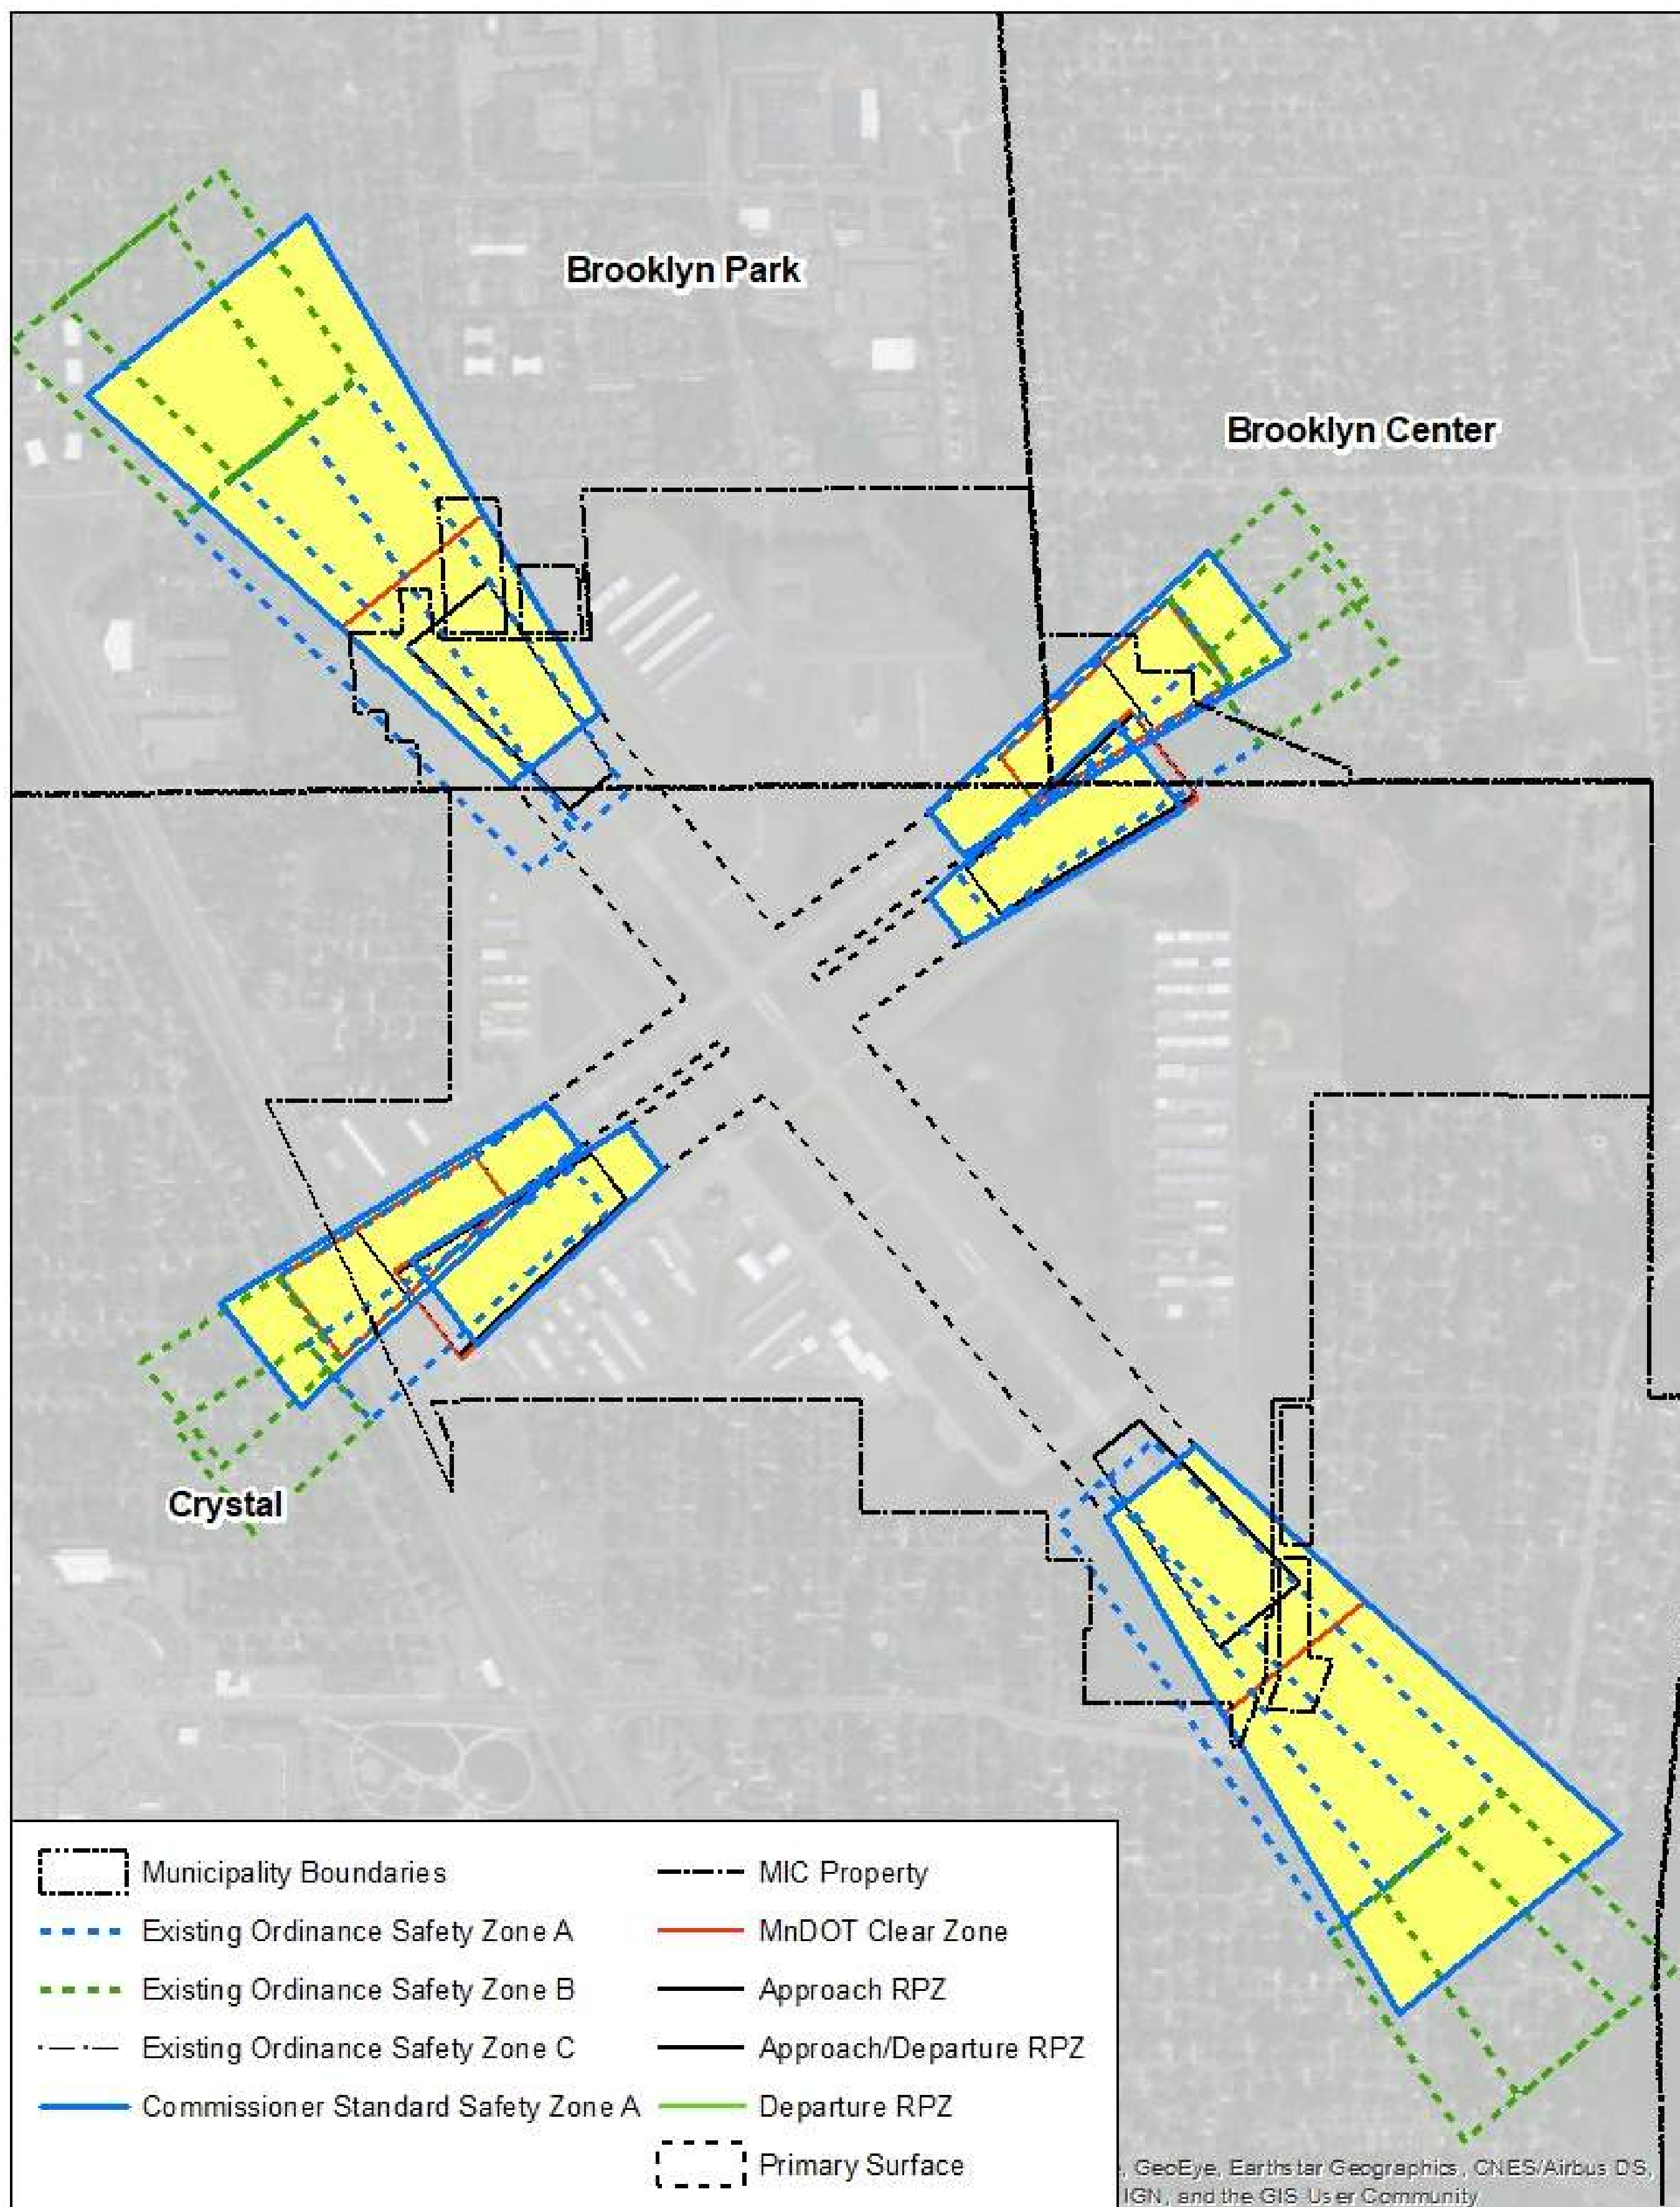 Brooklyn Park
Brooklyn Center
Crystal
Municipality Boundaries
Existing Ordinance Safety Zone A
Existing Ordinance Safety Zone B
Existing Ordinance Safety Zone C
Commissioner Standard Safety Zone A
MIC Property
MnDOT Clear Zone
Approach RPZ
Approach/Departure RPZ
Departure RPZ
Primary Surface
, GeoEye, Earthstar Geographics, CNES/Airbus DS,
IGN, and the GIS User Community